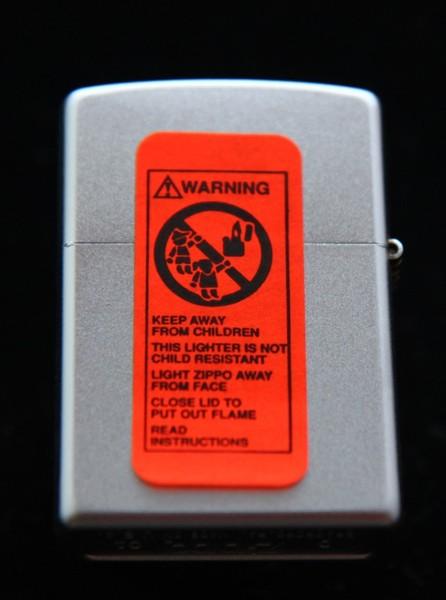 WARNING
KEEP AWAY
FROM CHILDREN
THIS LIGHTER IS NOT
CHILD RESISTANT
LIGHT ZIPPO AWAY
FROM FACE
CLOSE LID TO
PUT OUT FLAME
READ
INSTRUCTIONS